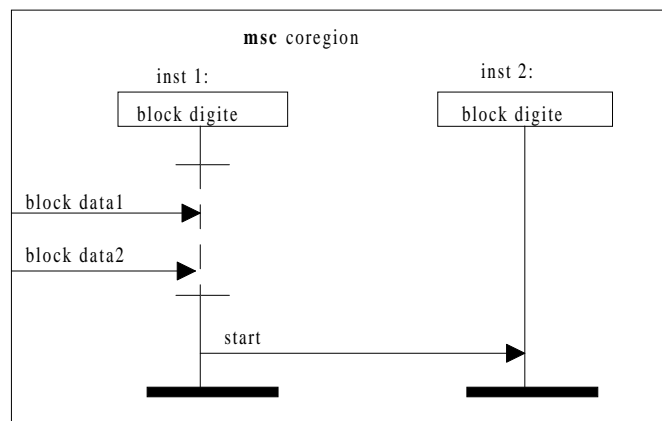 msc coregion
inst 1:
inst 2:
block digite
block digite
block data1
block data2
start